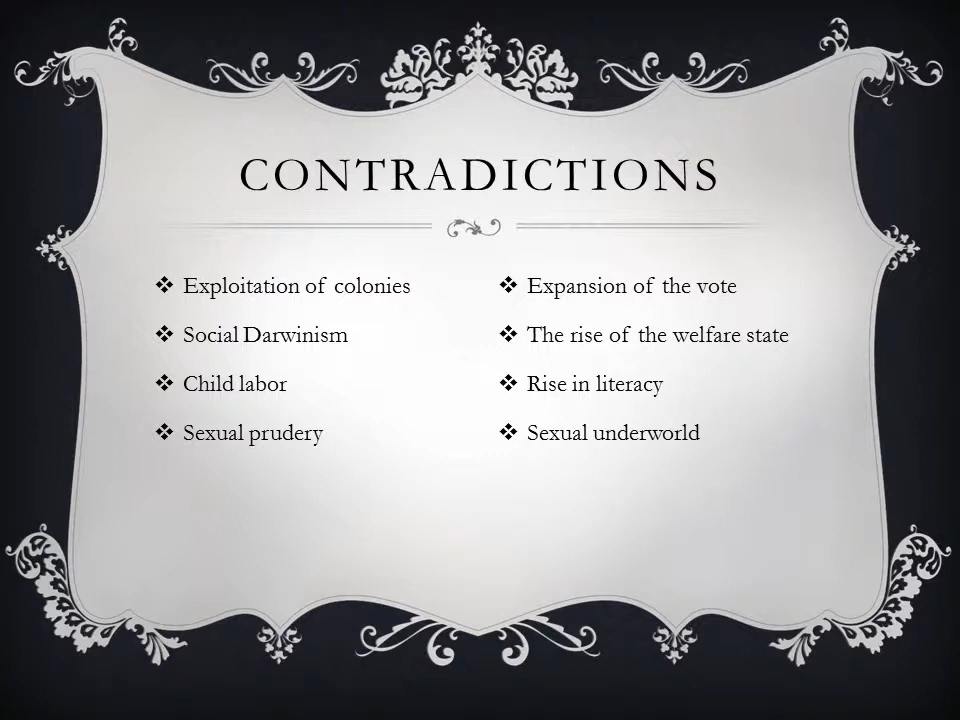 CONTRADICTIONS
❖ Exploitation of colonies
❖ Social Darwinism
❖ Child labor
❖ Sexual prudery
❖ Expansion of the vote
❖ The rise of the welfare state
❖ Rise in literacy
❖ Sexual underworld